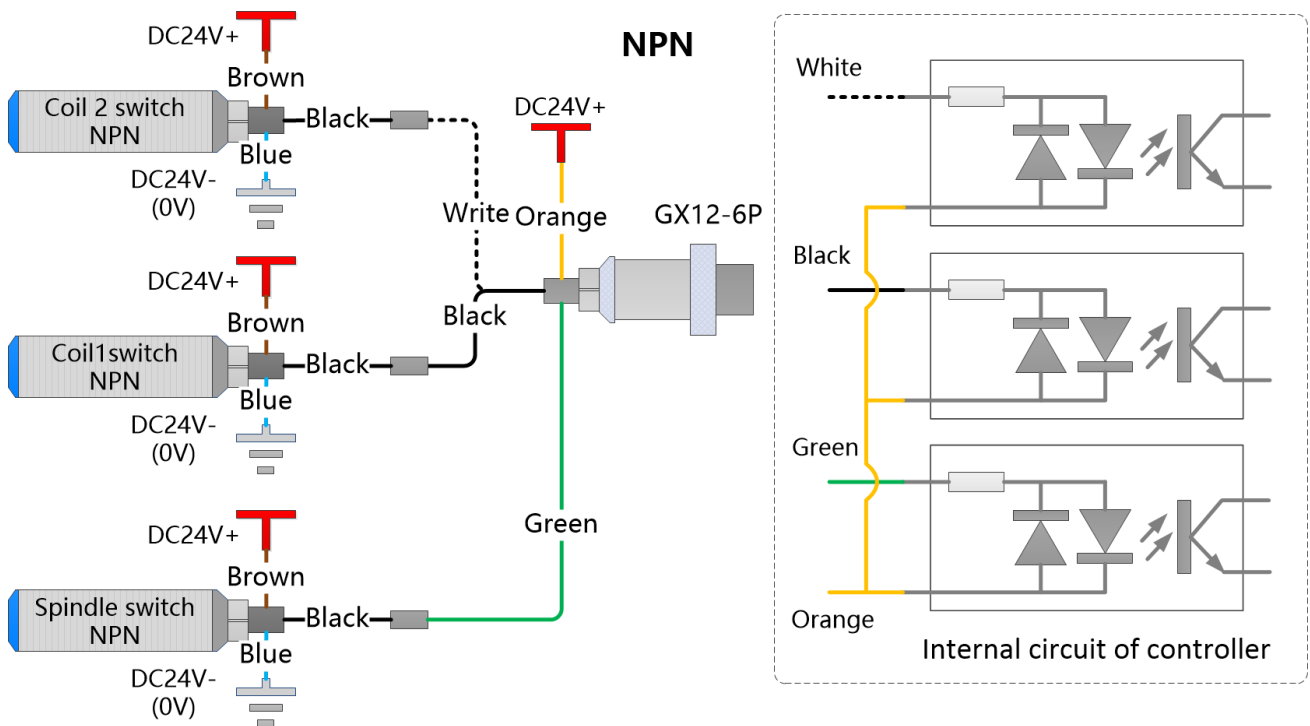 NPN
DC24V+
Brown
Coil 2 switch
NPN
Black
Blue
DC24V-
(0V)
DC24V+
Write
Orange
GX12-6P
DC24V+
Brown
Coil1switch
NPN
Black
Black
Blue
DC24V-
(0V)
Green
DC24V+
Brown
Spindle switch
NPN
Black
Blue
DC24V-
(0V)
White
Black
Green
Orange
Internal circuit of controller